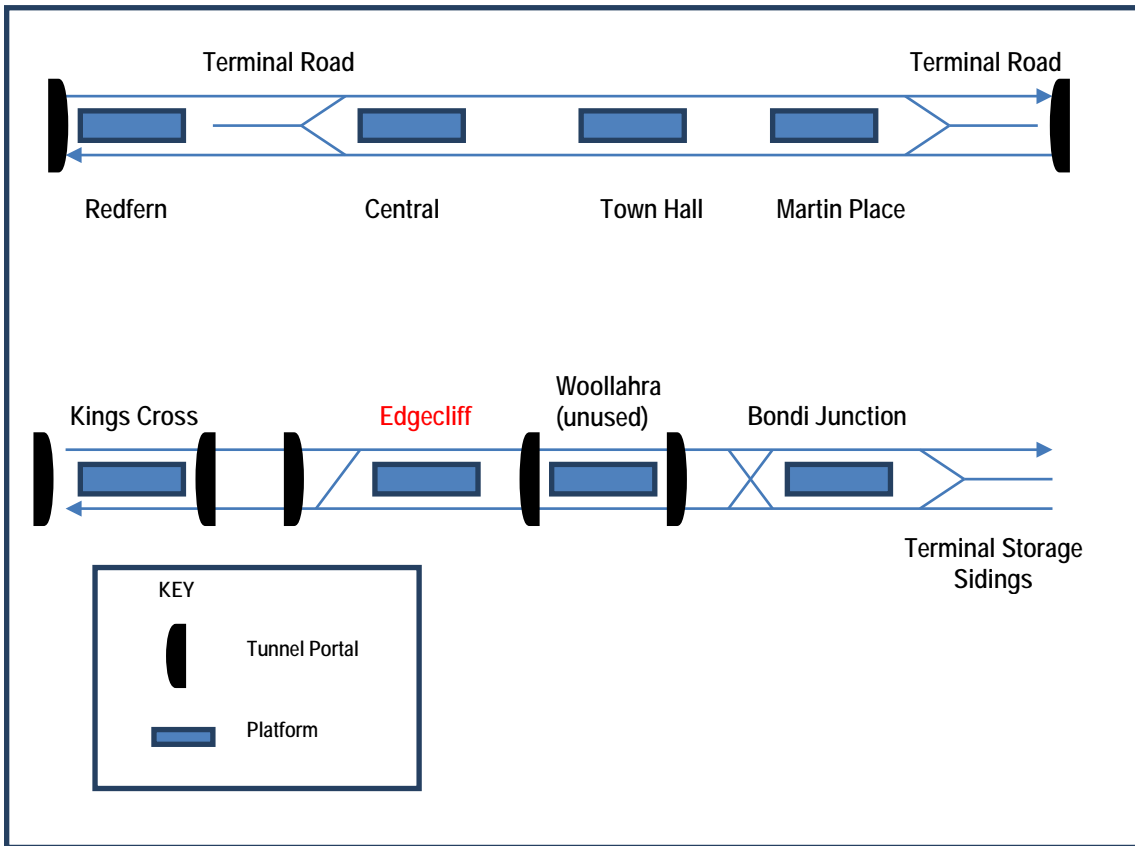 Terminal Road
Terminal Road
Redfern
Central
Town Hall
Martin Place
Kings Cross
Edgecliff
Woollahra
(unused)
Bondi Junction
Terminal Storage
Sidings
KEY
Tunnel Portal
Platform